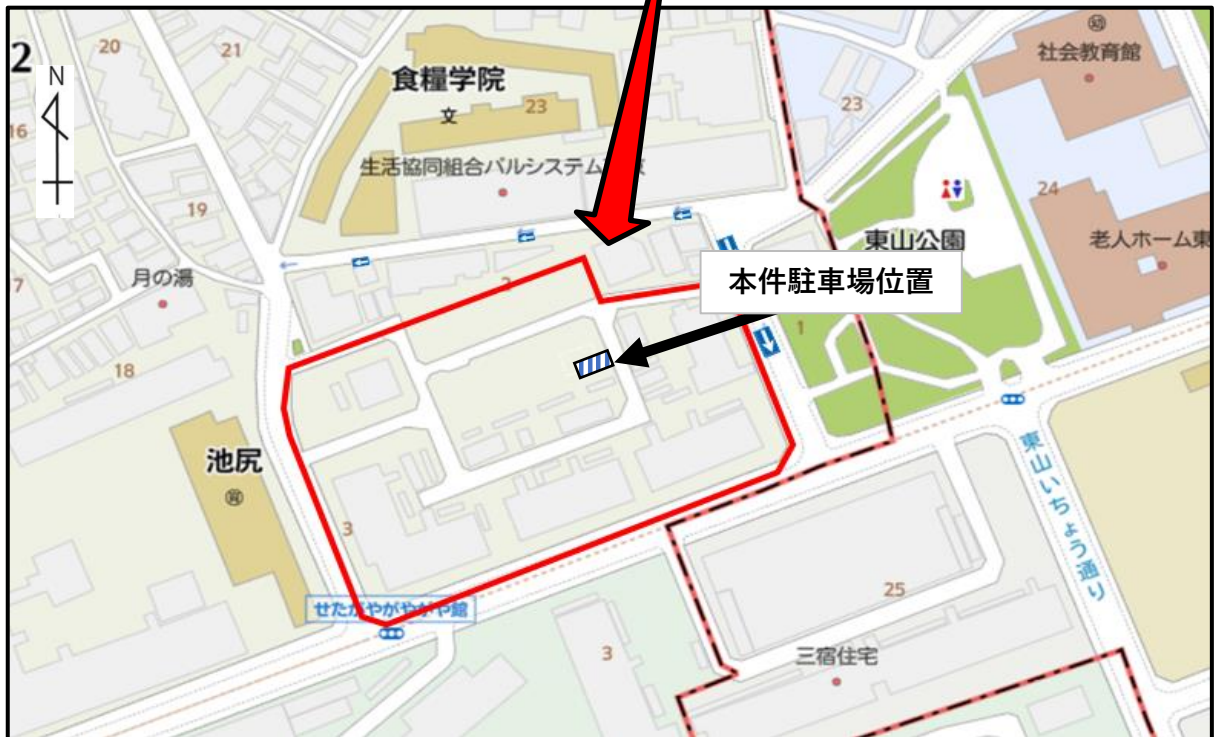 2
N
20
21
食糧学院
文
23
社会教育館
16
生活協同組合パルシステム
23
24
19
7
月の湯
東山公園
老人ホーム東
本件駐車場位置
2
1
18
池尻
3
東山いちょう通り
せたがやがやがや館
25
3
三宿住宅